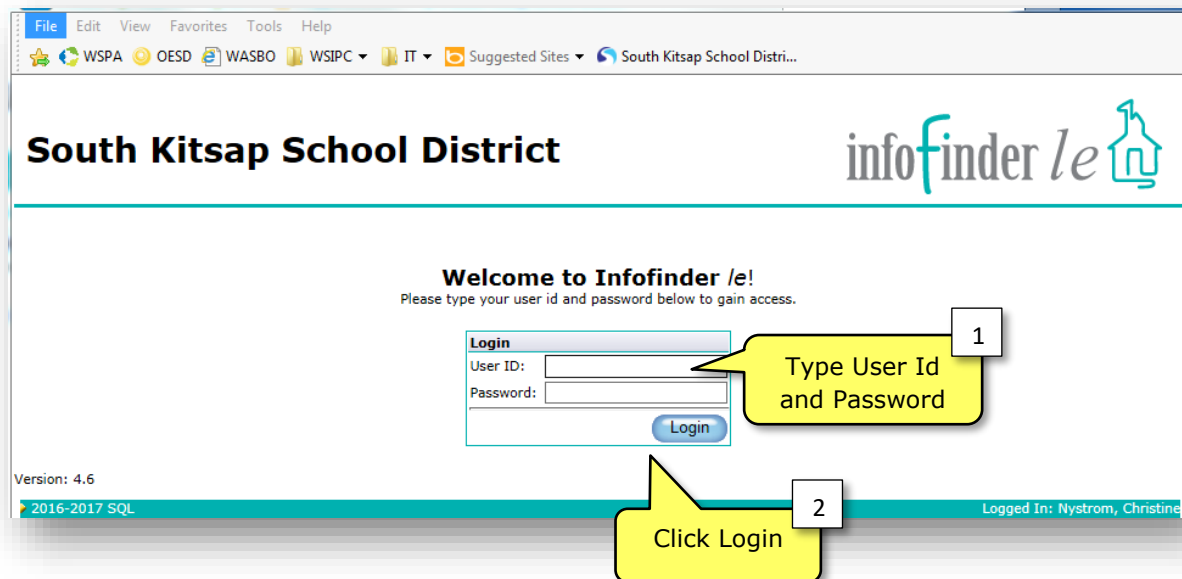 File Edit View Favorites Tools Help
WSPA OESD WASBO WSIPC IT Suggested Sites South Kitsap School Distri...
South Kitsap School District
infofinder le
Welcome to Infofinder le!
Please type your user id and password below to gain access.
Login
User ID:
Password:
Login
1
Type User Id
and Password
Version: 4.6
2016-2017 SQL
Logged In: Nystrom, Christine
2
Click Login